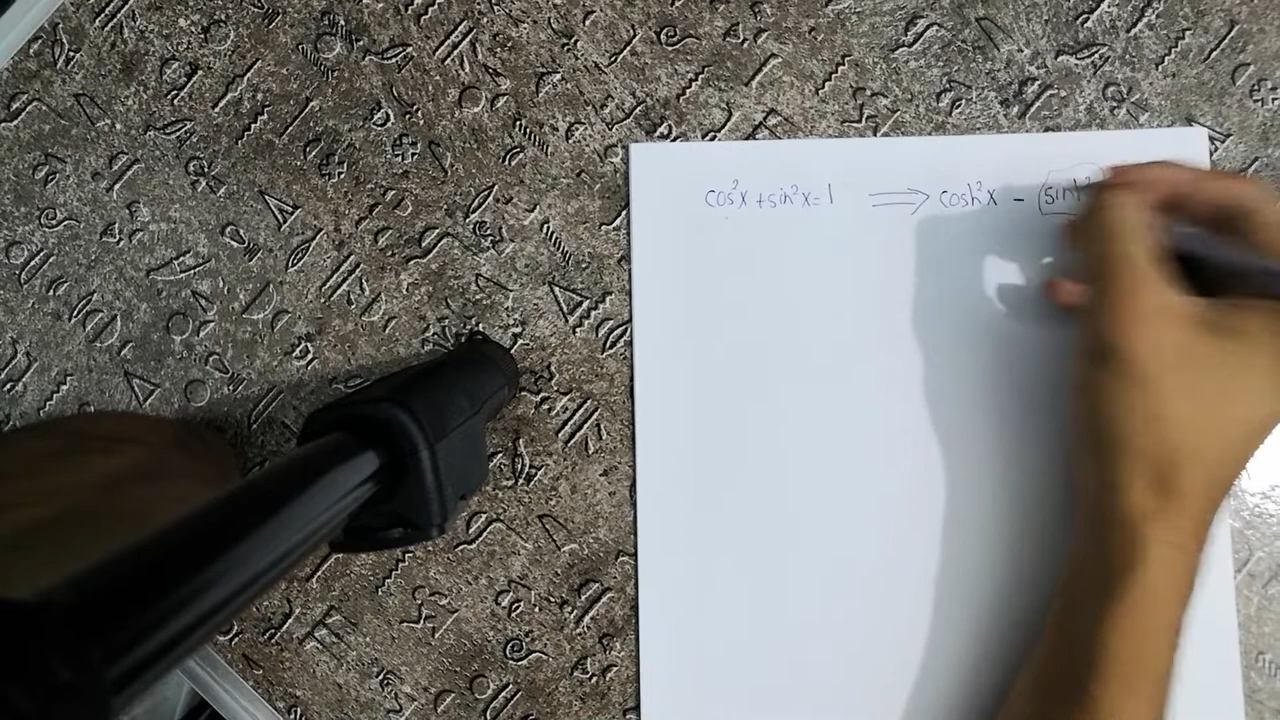 cos²x + sin²x = 1 ⟹ cosh²x - sinh²